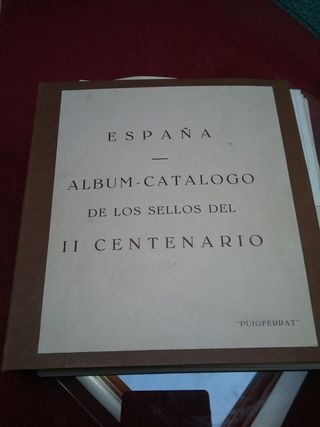 ESPAÑA
—
ALBUM-CATALOGO
DE LOS SELLOS DEL
II CENTENARIO
"PUIGFERRAT"